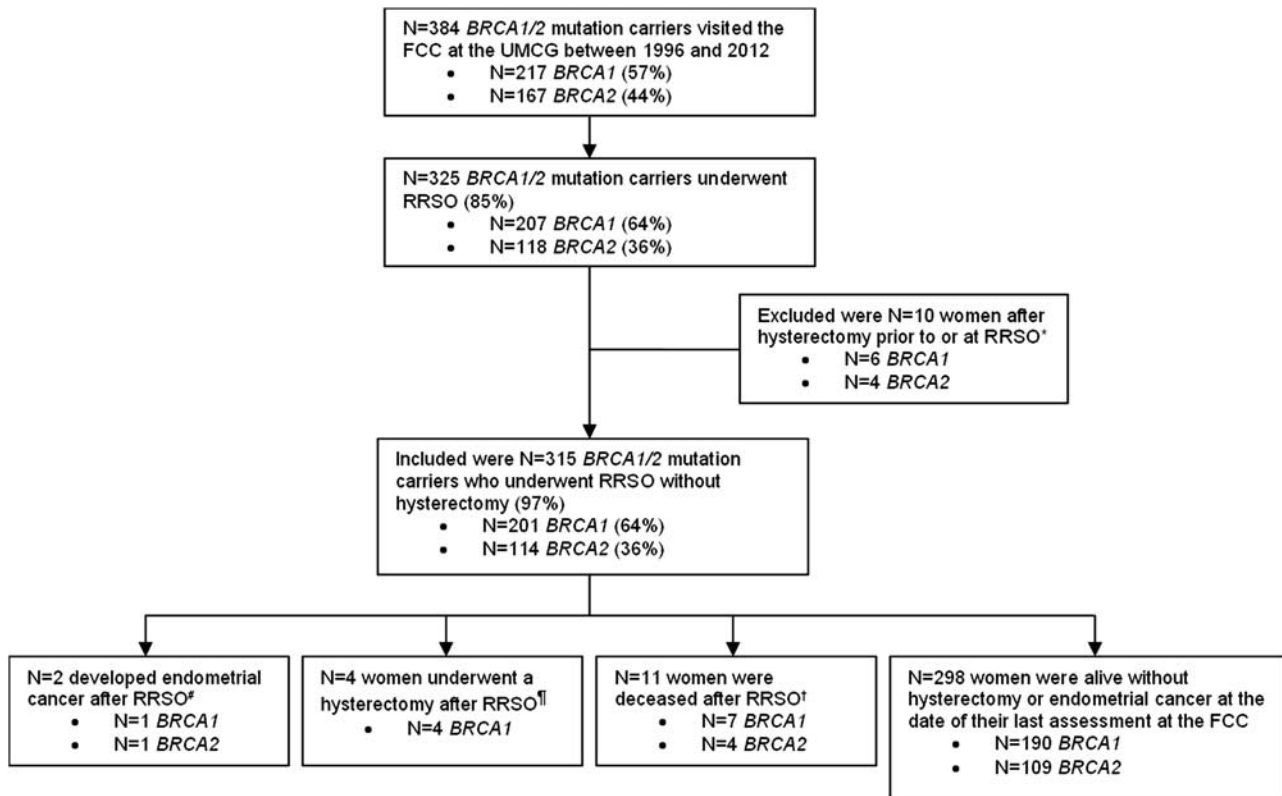 N=384 BRCA1/2 mutation carriers visited the
FCC at the UMCG between 1996 and 2012
• N=217 BRCA1 (57%)
• N=167 BRCA2 (44%)
N=325 BRCA1/2 mutation carriers underwent
RRSO (85%)
• N=207 BRCA1 (64%)
• N=118 BRCA2 (36%)
Excluded were N=10 women after
hysterectomy prior to or at RRSO*
• N=6 BRCA1
• N=4 BRCA2
Included were N=315 BRCA1/2 mutation
carriers who underwent RRSO without
hysterectomy (97%)
• N=201 BRCA1 (64%)
• N=114 BRCA2 (36%)
N=2 developed endometrial
cancer after RRSO#
• N=1 BRCA1
• N=1 BRCA2
N=4 women underwent a
hysterectomy after RRSO¶
• N=4 BRCA1
N=11 women were
deceased after RRSO†
• N=7 BRCA1
• N=4 BRCA2
N=298 women were alive without
hysterectomy or endometrial cancer at the
date of their last assessment at the FCC
• N=190 BRCA1
• N=109 BRCA2